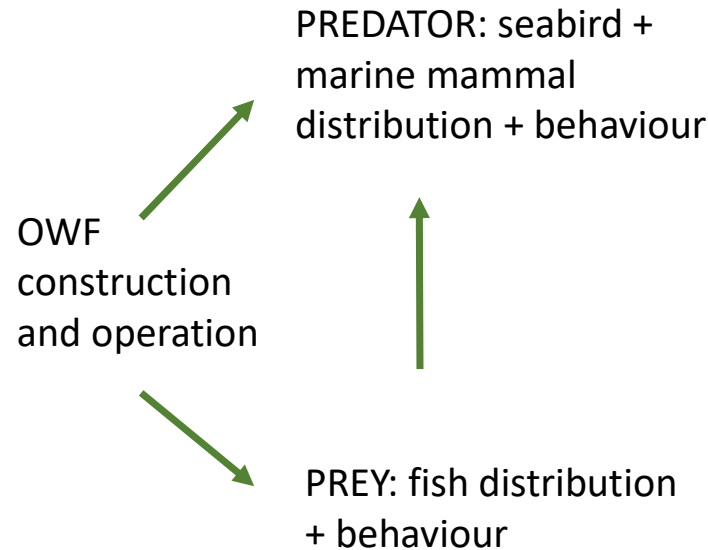 PREDATOR: seabird +
marine mammal
distribution + behaviour
OWF
construction
and operation
PREY: fish distribution
+ behaviour